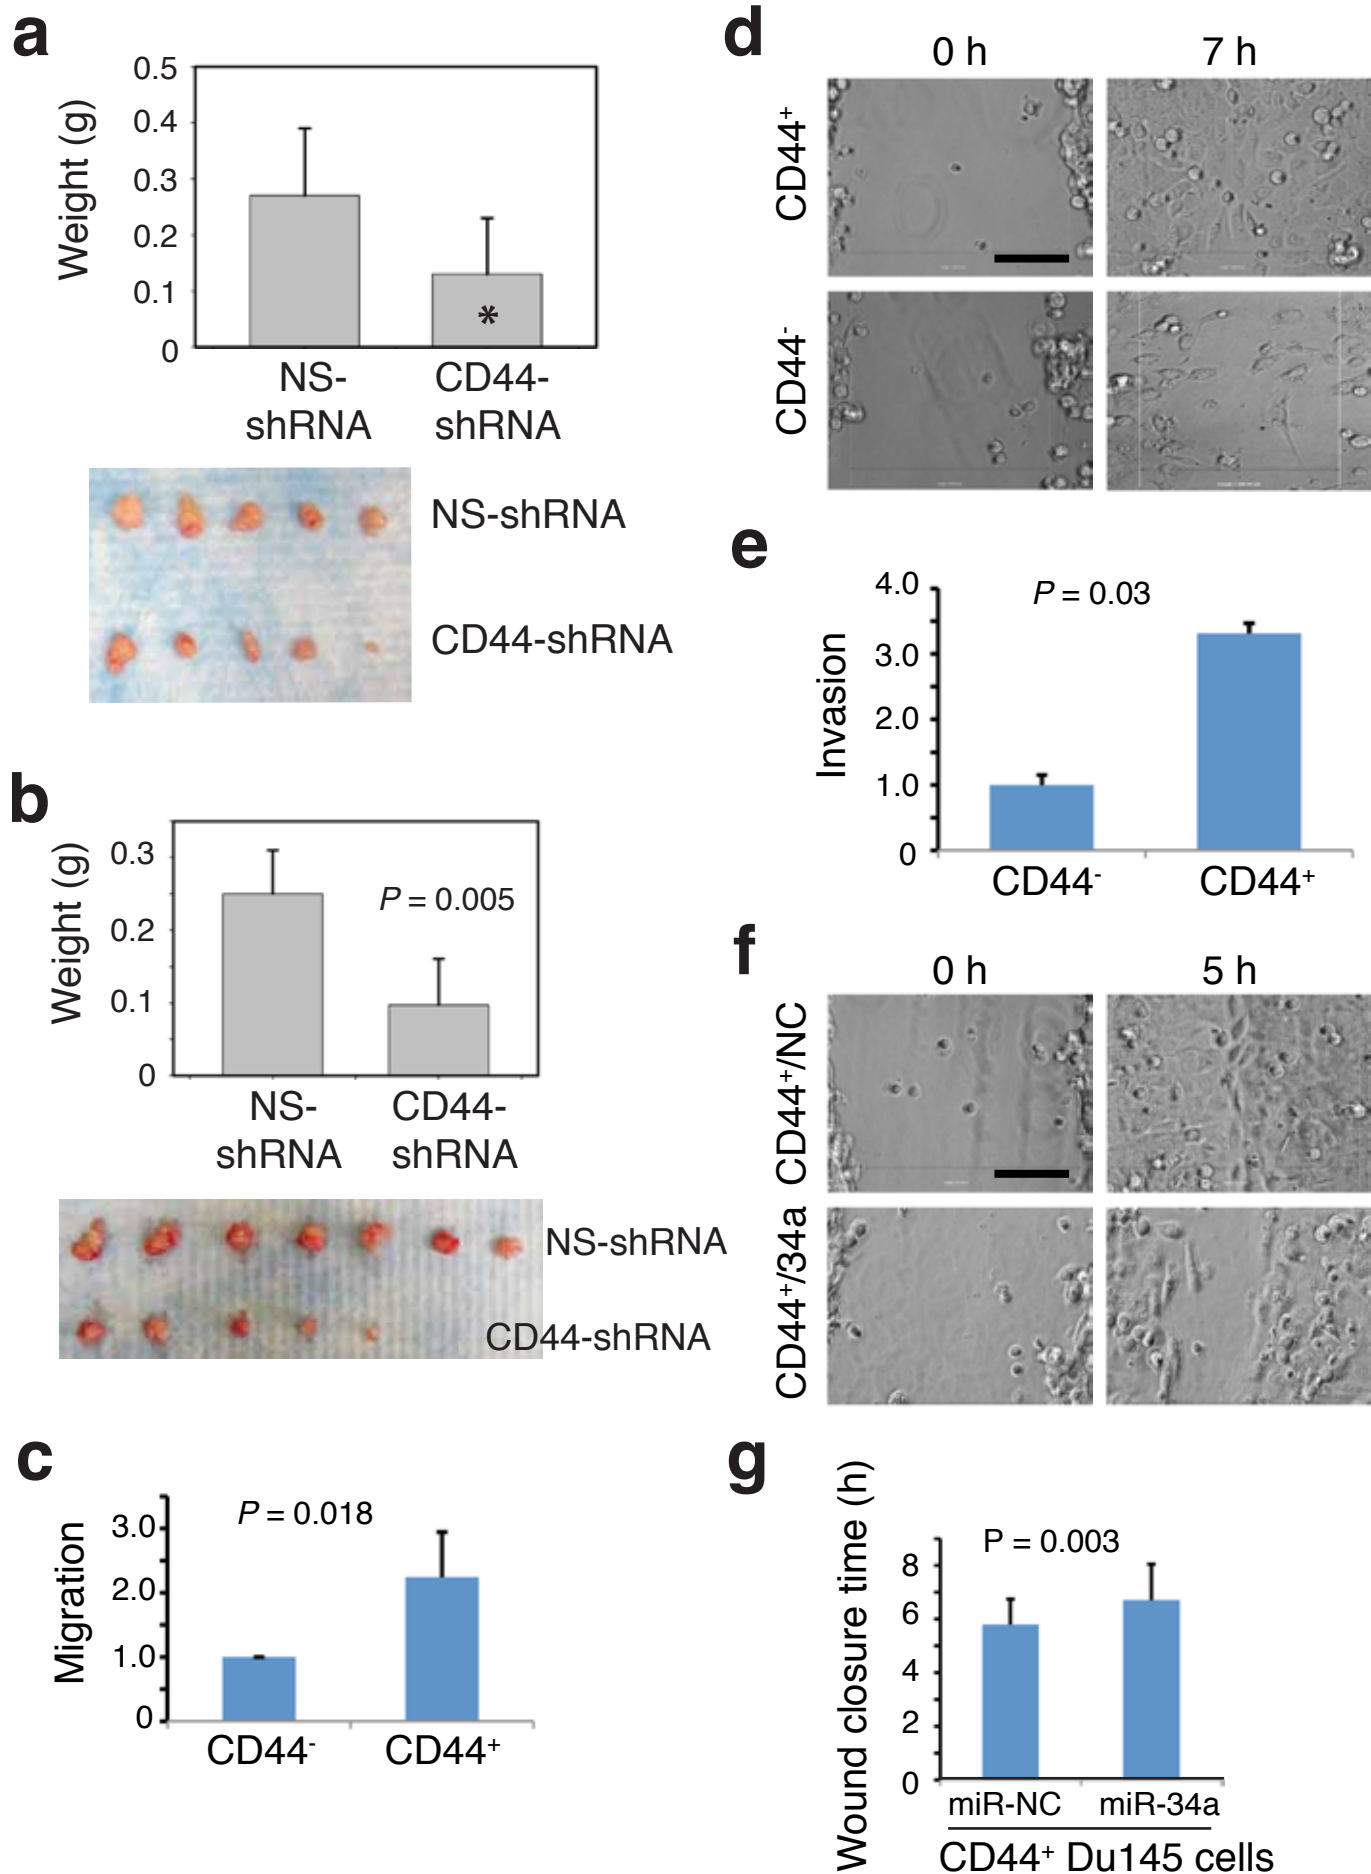 a
0.5
0.4
0.3
0.2
0.1
0
Weight (g)
NS-
shRNA
CD44-
shRNA
*
NS-shRNA
CD44-shRNA
b
0.3
0.2
0.1
0
Weight (g)
P = 0.005
NS-
shRNA
CD44-
shRNA
NS-shRNA
CD44-shRNA
c
3.0
2.0
1.0
0
Migration
P = 0.018
CD44-
CD44+
d
0 h
7 h
CD44+
CD44-
e
4.0
3.0
2.0
1.0
0
Invasion
P = 0.03
CD44-
CD44+
f
0 h
5 h
CD44+/NC
CD44+/34a
g
8
6
4
2
0
Wound closure time (h)
P = 0.003
miR-NC
miR-34a
CD44+ Du145 cells